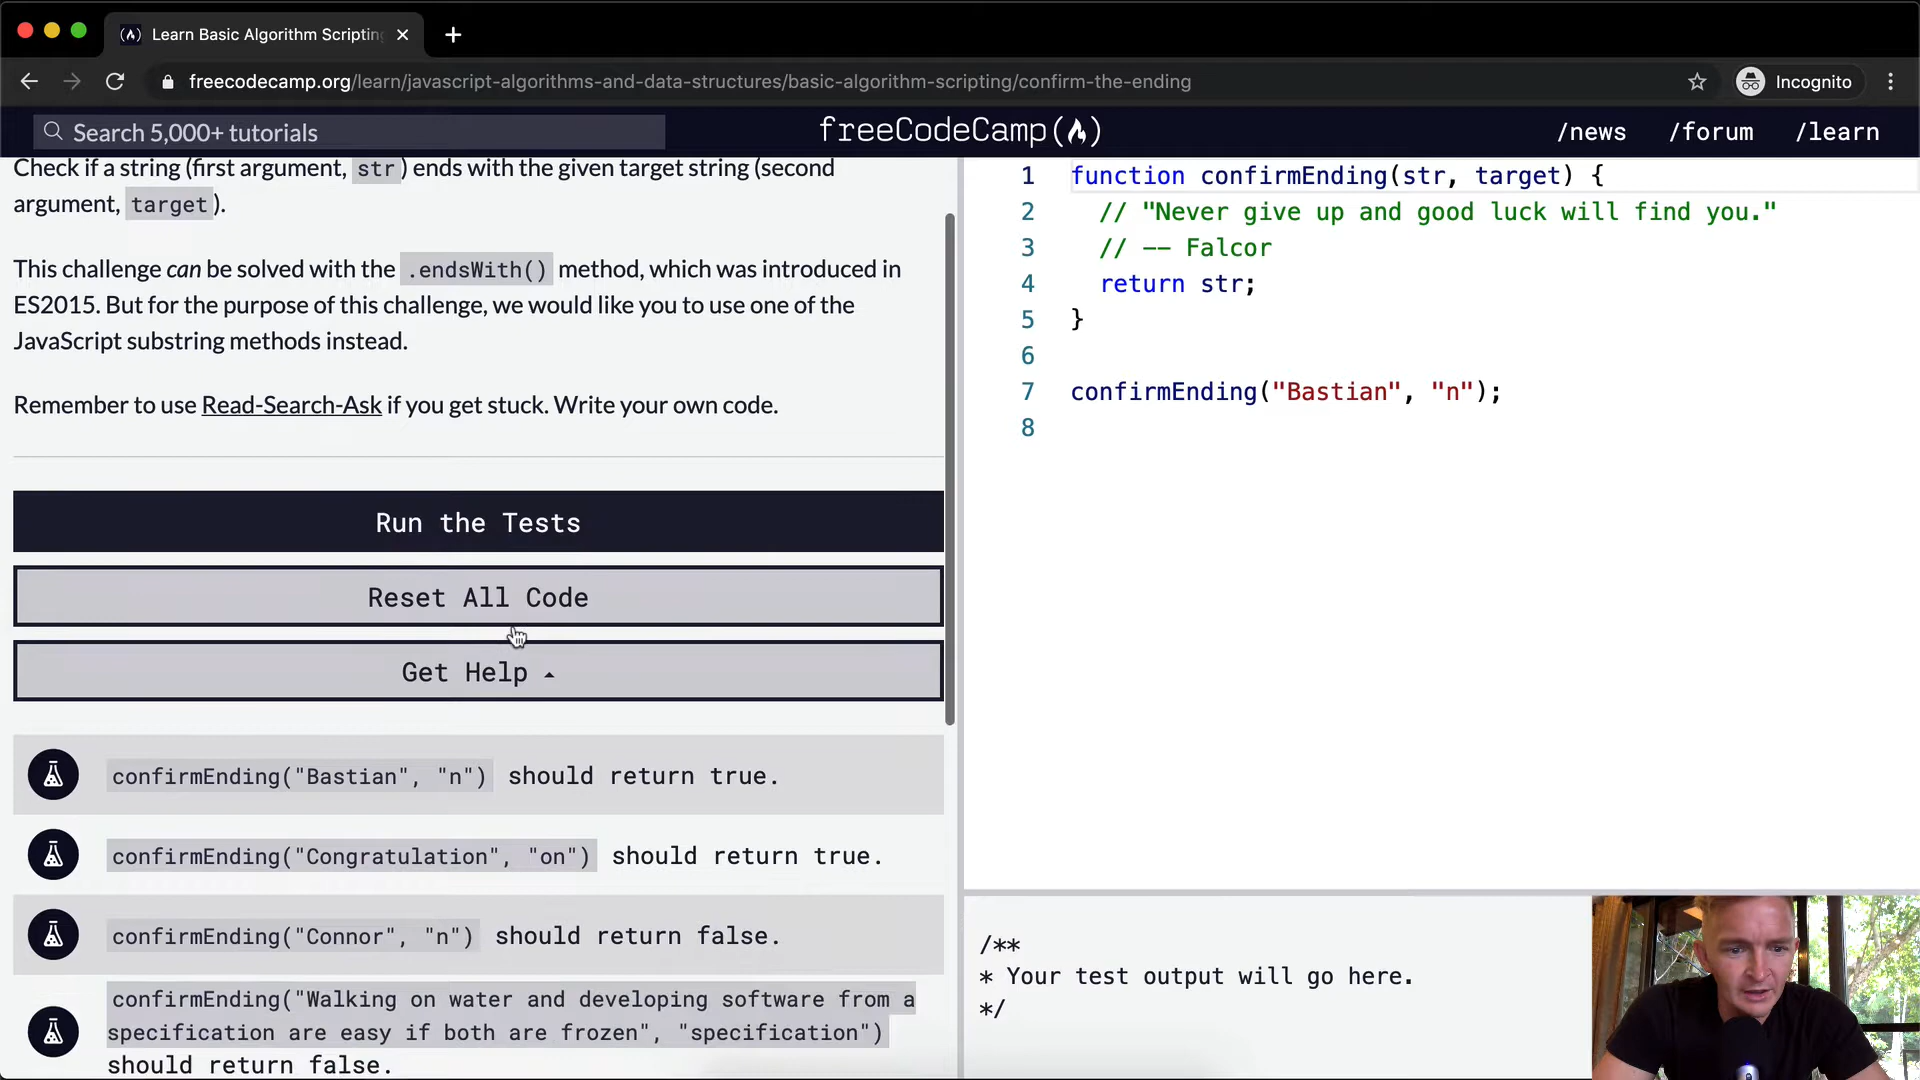 Learn Basic Algorithm Scripting
freecodecamp.org/learn/javascript-algorithms-and-data-structures/basic-algorithm-scripting/confirm-the-ending
Incognito
Search 5,000+ tutorials
freeCodeCamp
/news /forum /learn
Check if a string (first argument, str ) ends with the given target string (second
argument, target ).
This challenge can be solved with the .endsWith() method, which was introduced in
ES2015. But for the purpose of this challenge, we would like you to use one of the
JavaScript substring methods instead.
Remember to use Read-Search-Ask if you get stuck. Write your own code.
Run the Tests
Reset All Code
Get Help
confirmEnding("Bastian", "n") should return true.
confirmEnding("Congratulation", "on") should return true.
confirmEnding("Connor", "n") should return false.
confirmEnding("Walking on water and developing software from a
specification are easy if both are frozen", "specification")
should return false.
1 function confirmEnding(str, target) {
2 // "Never give up and good luck will find you."
3 // -- Falcor
4 return str;
5 }
6
7 confirmEnding("Bastian", "n");
8
/**
* Your test output will go here.
*/